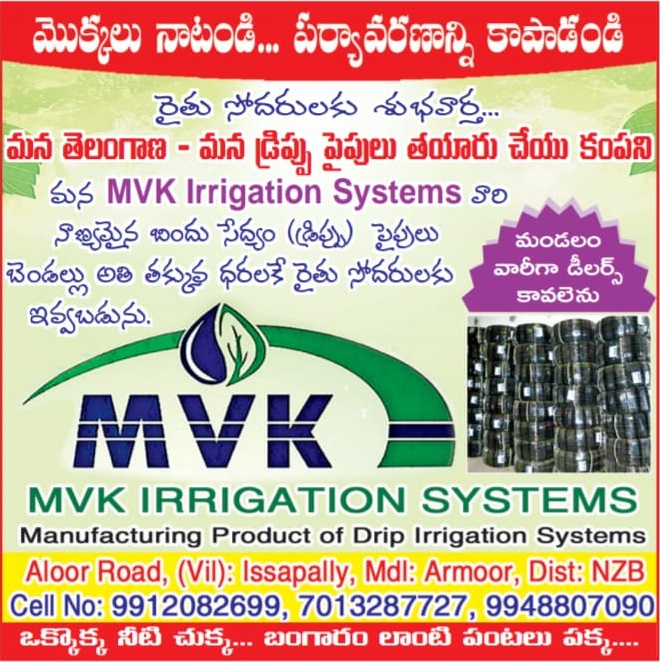 మొక్కలు నాటండి... పర్యావరణాన్ని కాపాడండి
రైతు సోదరులకు శుభవార్త...
మన తెలంగాణ - మన డ్రిప్పు పైపులు తయారు చేయు కంపని
మన MVK Irrigation Systems వారి
నాణ్యమైన బిందు సేద్యం (డ్రిప్పు) పైపులు
బెండల్లు అతి తక్కువ ధరలకే రైతు సోదరులకు
ఇవ్వబడును.
మండలం
వారీగా డీలర్స్
కావలెను
MVK
MVK IRRIGATION SYSTEMS
Manufacturing Product of Drip Irrigation Systems
Aloor Road, (Vil): Issapally, Mdl: Armoor, Dist: NZB
Cell No: 9912082699, 7013287727, 9948807090
ఒక్కొక్క నీటి చుక్క... బంగారం లాంటి పంటలు పక్క....